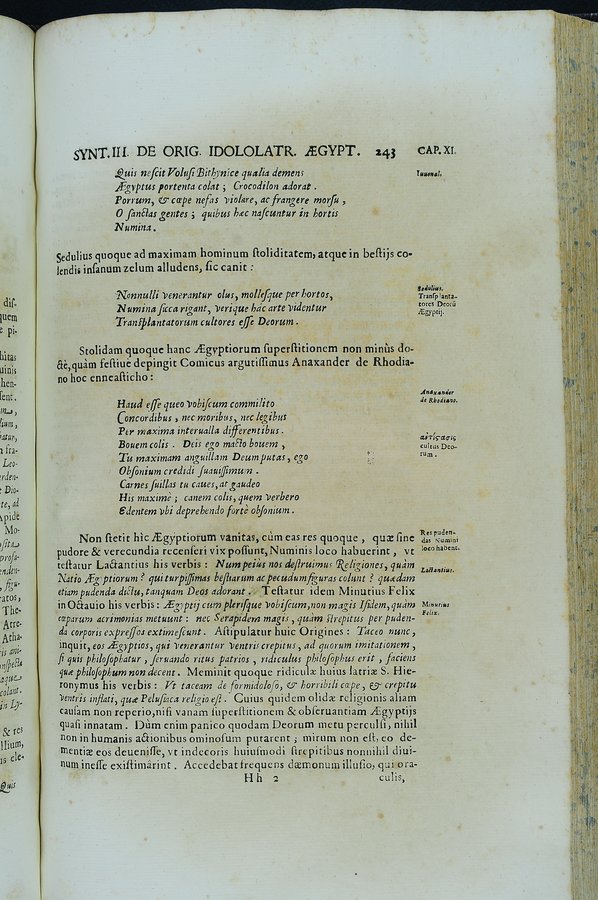 SYNT. III. DE ORIG. IDOLOLATR. ÆGYPT. 243 CAP. XI.
Quis neſcit Voluſi Bithynice qualia demens
Iuuenal.
Ægyptus portenta colat ; Crocodilon adorat .
Porrum, & cæpe nefas violare, ac frangere morſu ,
O ſanctas gentes ; quibus hæc naſcuntur in hortis
Numina .
Sedulius quoque ad maximam hominum ſtoliditatem, atque in beſtijs co-
lendis inſanum zelum alludens, ſic canit :
Nonnulli venerantur olus, molleſque per hortos,
Numina ſicca rigant, verique hac arte videntur
Tranſplantatorum cultores eſſe Deorum .
Sedulius.
Tranſplanta-
tores Deorũ
Ægyptij.
Stolidam quoque hanc Ægyptiorum ſuperſtitionem non minùs do-
ctè, quàm feſtiuè depingit Comicus argutiſſimus Anaxander de Rhodia-
no hoc enneaſticho :
Haud eſſe queo vobiſcum commilito
Concordibus , nec moribus, nec legibus
Per maxima interualla differentibus .
Bouem colis . Deis ego macto bouem ,
Tu maximam anguillam Deum putas , ego
Obſonium credidi ſuauiſſimum .
Carnes ſuillas tu caues, at gaudeo
His maximè ; canem colis, quem verbero
Edentem vbi deprehendo fortè obſonium .
Anaxander
de Rhodiano.
cultus Deo-
rum .
Non ſtetit hìc Ægyptiorum vanitas, cùm eas res quoque , quæ ſine
pudore & verecundia recenſeri vix poſſunt, Numinis loco habuerint , vt
teſtatur Lactantius his verbis : Num peius nos deſtruimus Religiones, quàm
Natio Ægyptiorum ? qui turpiſſimas beſtiarum ac pecudum figuras colunt ? quædam
etiam pudenda dictu, tanquam Deos adorant . Teſtatur idem Minutius Felix
in Octauio his verbis : Ægyptij cum pleriſque vobiſcum, non magis Iſidem, quàm
ceparum acrimonias metuunt : nec Serapidem magis , quàm ſtrepitus per puden-
da corporis expreſſos extimeſcunt . Aſtipulatur huic Origines : Taceo nunc ,
inquit, eos Ægyptios, qui venerantur ventris crepitus, ad quorum imitationem ,
ſi quis philoſophatur , ſeruando ritus patrios , ridiculus philoſophus erit , faciens
quæ philoſophum non decent . Meminit quoque ridiculæ huius latriæ S. Hie-
ronymus his verbis : Vt taceam de formidoloſo, & horribili cæpe , & crepitu
ventris inflati, quæ Peluſiaca religio eſt . Cuius quidem olidæ religionis aliam
cauſam non reperio, niſi vanam ſuperſtitionem & obſeruantiam Ægyptijs
quaſi innatam . Dùm enim panico quodam Deorum metu perculſi, nihil
non in humanis actionibus ominoſum putarent ; mirum non eſt, eo de-
mentiæ eos deueniſſe, vt indecoris huiuſmodi ſtrepitibus nonnihil diui-
num ineſſe exiſtimârint . Accedebat frequens dæmonum illuſio, qui ora-
Res puden-
das Numini
loco habent.
Lactantius.
Minutius
Felix.
Hh 2
culis,